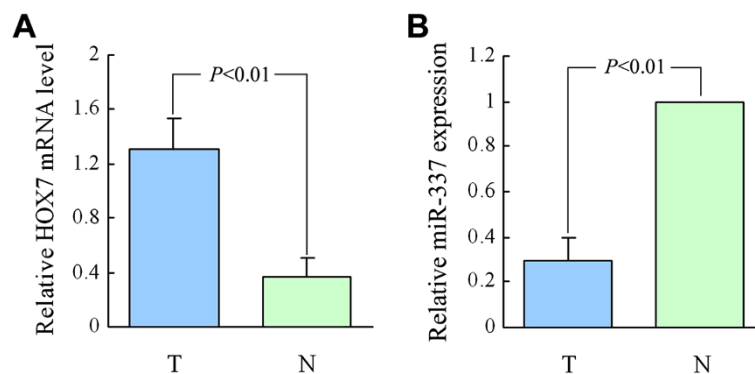 A
Relative HOX7 mRNA level
2
1.6
1.2
0.8
0.4
0
P<0.01
T
N
B
Relative miR-337 expression
1.2
1
0.8
0.6
0.4
0.2
0
P<0.01
T
N